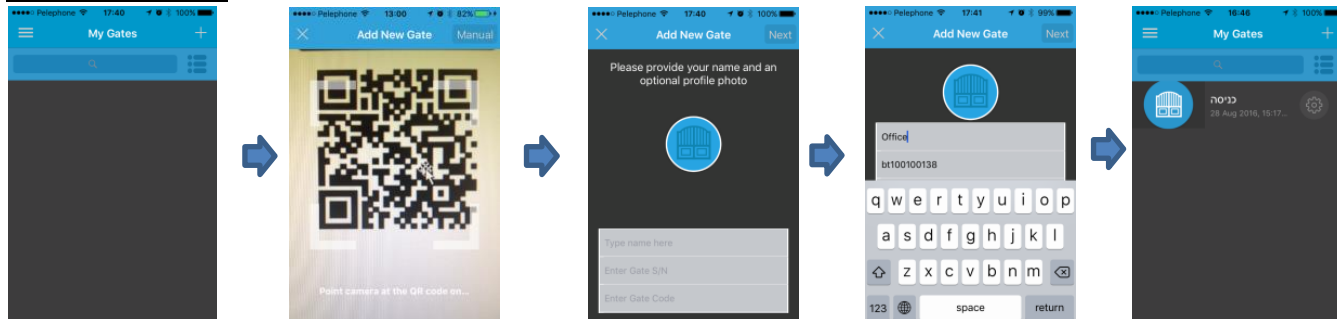 Pelephone 17:40 100%
My Gates
Pelephone 13:00 82%
Add New Gate Manual
Point camera at the QR code on...
Pelephone 17:40 100%
Add New Gate Next
Please provide your name and an
optional profile photo
Type name here
Enter Gate S/N
Enter Gate Code
Pelephone 17:41 99%
Add New Gate Next
Office
bt100100138
q w e r t y u i o p
a s d f g h j k l
z x c v b n m
123 space return
Pelephone 16:46 100%
My Gates
כניסה
28 Aug 2016, 15:17...